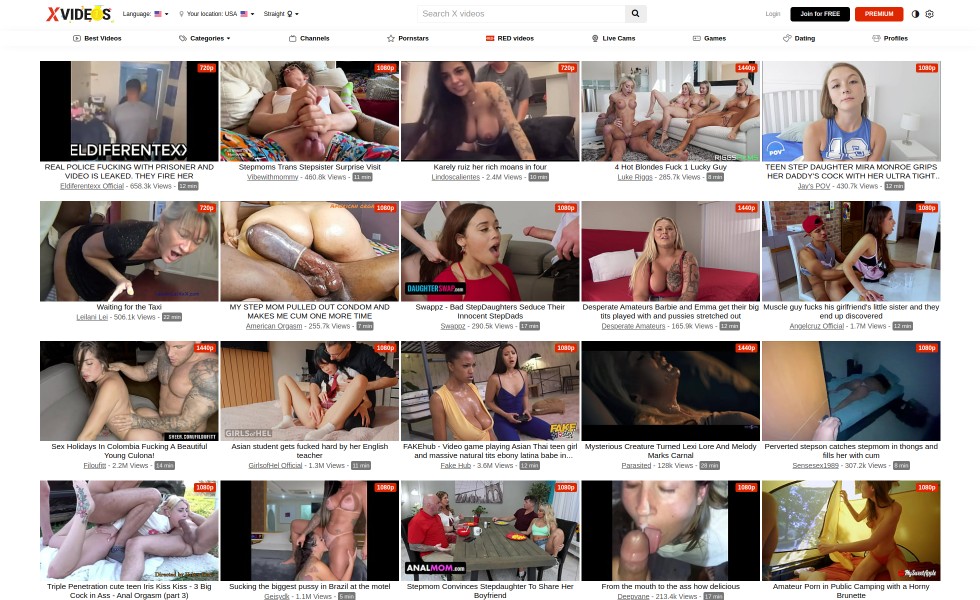 XVIDEOS
Language:
Your location: USA
Straight
Search X videos
Login
Join for FREE
PREMIUM
Best Videos
Categories
Channels
Pornstars
RED videos
Live Cams
Games
Dating
Profiles
720p
1080p
720p
1440p
1080p
ELDIFERENTEX
RIGGS
POV
REAL POLICE FUCKING WITH PRISONER AND
VIDEO IS LEAKED. THEY FIRE HER
Eldiferentexx Official - 658.3k Views - 12 min
Stepmoms Trans Stepsister Surprise Visit
Vibewithmommy - 460.8k Views - 11 min
Karely ruiz her rich moans in four
Lindoscalientes - 2.4M Views - 10 min
4 Hot Blondes Fuck 1 Lucky Guy
Luke Riggs - 285.7k Views - 8 min
TEEN STEP DAUGHTER MIRA MONROE GRIPS
HER DADDY'S COCK WITH HER ULTRA TIGHT..
Jay's POV - 430.7k Views - 12 min
720p
1080p
1080p
1440p
1080p
DAUGHTERSWAP.com
Waiting for the Taxi
Leilani Lei - 506.1k Views - 22 min
MY STEP MOM PULLED OUT CONDOM AND
MAKES ME CUM ONE MORE TIME
American Orgasm - 255.7k Views - 7 min
Swappz - Bad StepDaughters Seduce Their
Innocent StepDads
Swappz - 290.5k Views - 17 min
Desperate Amateurs Barbie and Emma get their big
tits played with and pussies stretched out
Desperate Amateurs - 165.9k Views - 12 min
Muscle guy fucks his girlfriend's little sister and they
end up discovered
Angelcruz Official - 1.7M Views - 12 min
1440p
1080p
1080p
1440p
1080p
GIRLSofHEL
FAKE
Sex Holidays In Colombia Fucking A Beautiful
Young Culona!
Filoufitt - 2.2M Views - 14 min
Asian student gets fucked hard by her English
teacher
GirlsofHel Official - 1.3M Views - 12 min
FAKEhub - Video game playing Asian Thai teen girl
and massive natural tits ebony latina babe in...
Fake Hub - 3.6M Views - 12 min
Mysterious Creature Turned Lexi Lore And Melody
Marks Carnal
Parasited - 128k Views - 28 min
Perverted stepson catches stepmom in thongs and
fills her with cum
Sensesex1989 - 307.2k Views - 8 min
1080p
1080p
1080p
1080p
1080p
ANALMOM.com
MySweetApple
Triple Penetration cute teen Iris Kiss Kiss - 3 Big
Cock in Ass - Anal Orgasm (part 3)
Sucking the biggest pussy in Brazil at the motel
Geisydk - 1.1M Views - 5 min
Stepmom Convinces Stepdaughter To Share Her
Boyfriend
From the mouth to the ass how delicious
Deepvane - 213.4k Views - 17 min
Amateur Porn in Public Camping with a Horny
Brunette